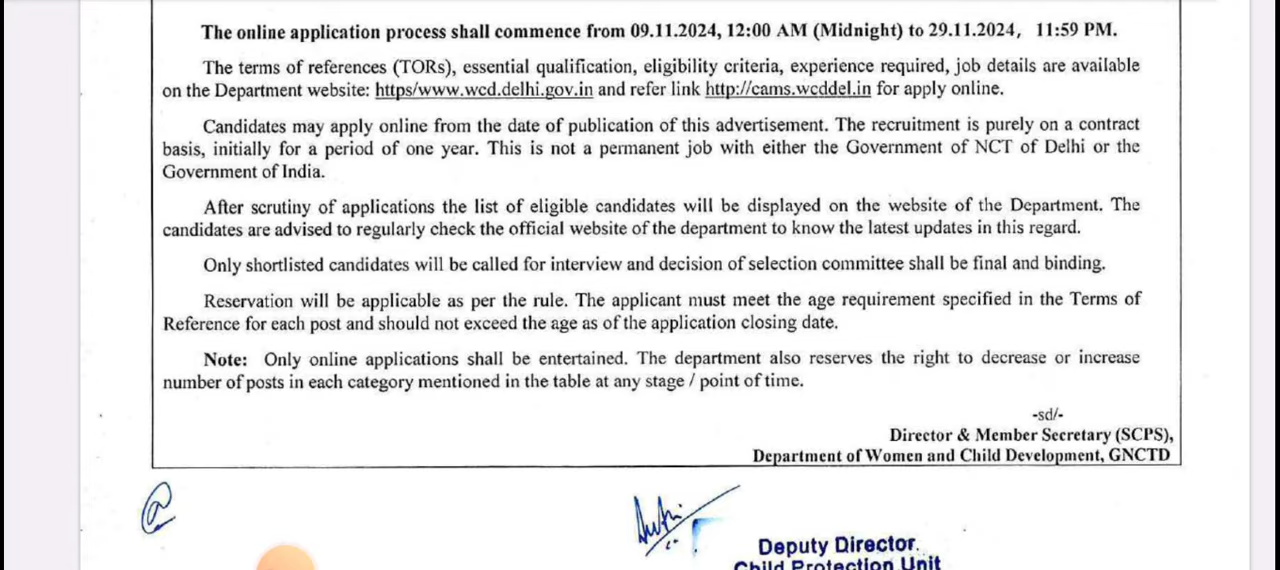 The online application process shall commence from 09.11.2024, 12:00 AM (Midnight) to 29.11.2024, 11:59 PM.
The terms of references (TORs), essential qualification, eligibility criteria, experience required, job details are available
on the Department website: https/www.wcd.delhi.gov.in and refer link http://cams.wcddel.in for apply online.
Candidates may apply online from the date of publication of this advertisement. The recruitment is purely on a contract
basis, initially for a period of one year. This is not a permanent job with either the Government of NCT of Delhi or the
Government of India.
After scrutiny of applications the list of eligible candidates will be displayed on the website of the Department. The
candidates are advised to regularly check the official website of the department to know the latest updates in this regard.
Only shortlisted candidates will be called for interview and decision of selection committee shall be final and binding.
Reservation will be applicable as per the rule. The applicant must meet the age requirement specified in the Terms of
Reference for each post and should not exceed the age as of the application closing date.
Note: Only online applications shall be entertained. The department also reserves the right to decrease or increase
number of posts in each category mentioned in the table at any stage / point of time.
-sd/-
Director & Member Secretary (SCPS),
Department of Women and Child Development, GNCTD
Deputy Director
Child Protection Unit